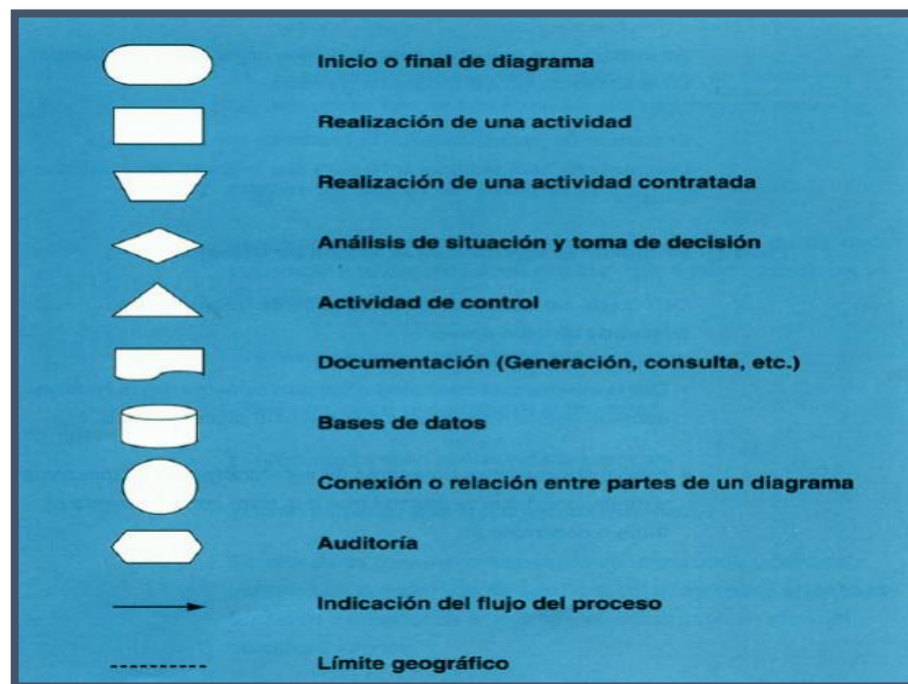 Inicio o final de diagrama
Realización de una actividad
Realización de una actividad contratada
Análisis de situación y toma de decisión
Actividad de control
Documentación (Generación, consulta, etc.)
Bases de datos
Conexión o relación entre partes de un diagrama
Auditoría
Indicación del flujo del proceso
Límite geográfico